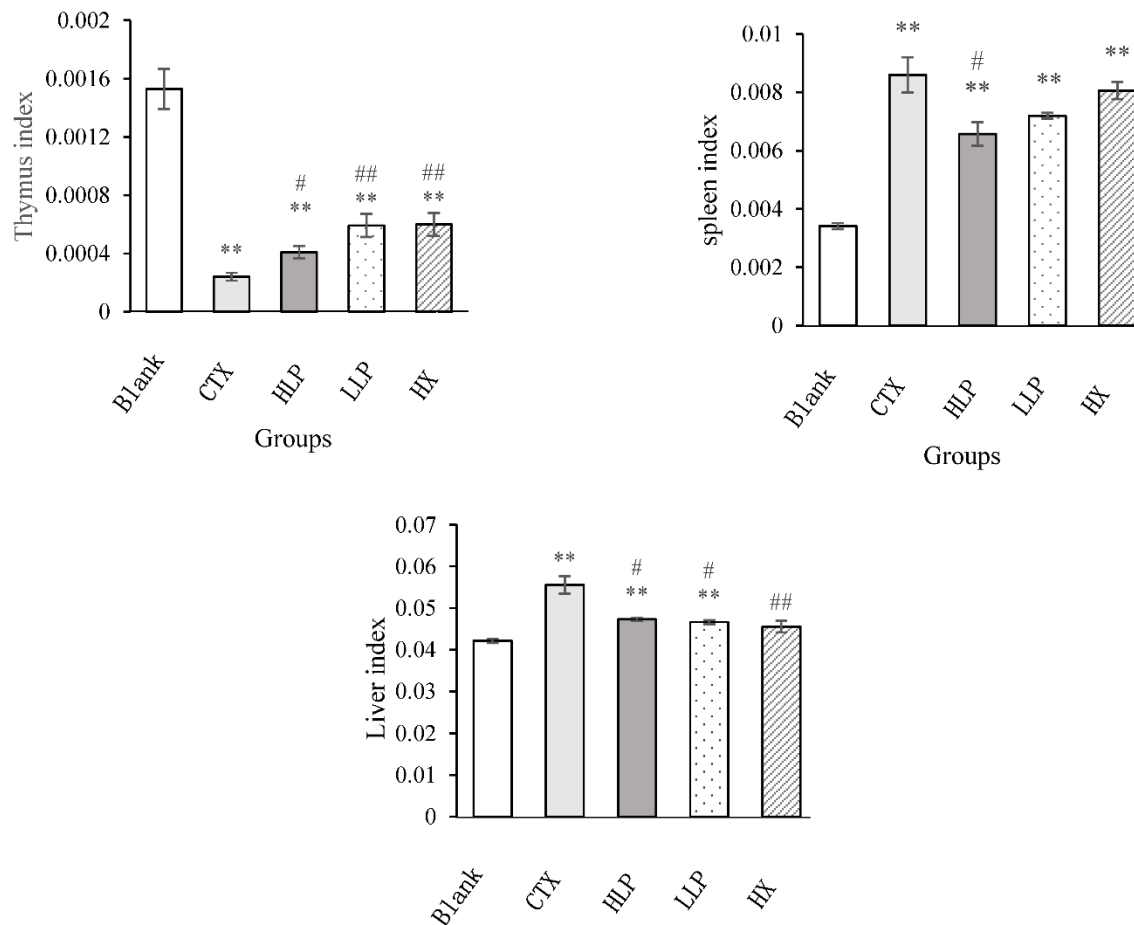 Thymus index
0.002
0.0016
0.0012
0.0008
0.0004
0
**
#
**
##
**
##
**
Blank
CTX
HLP
LLP
HX
Groups
spleen index
0.01
0.008
0.006
0.004
0.002
0
**
#
**
**
**
Blank
CTX
HLP
LLP
HX
Groups
Liver index
0.07
0.06
0.05
0.04
0.03
0.02
0.01
0
**
#
**
#
**
##
Blank
CTX
HLP
LLP
HX